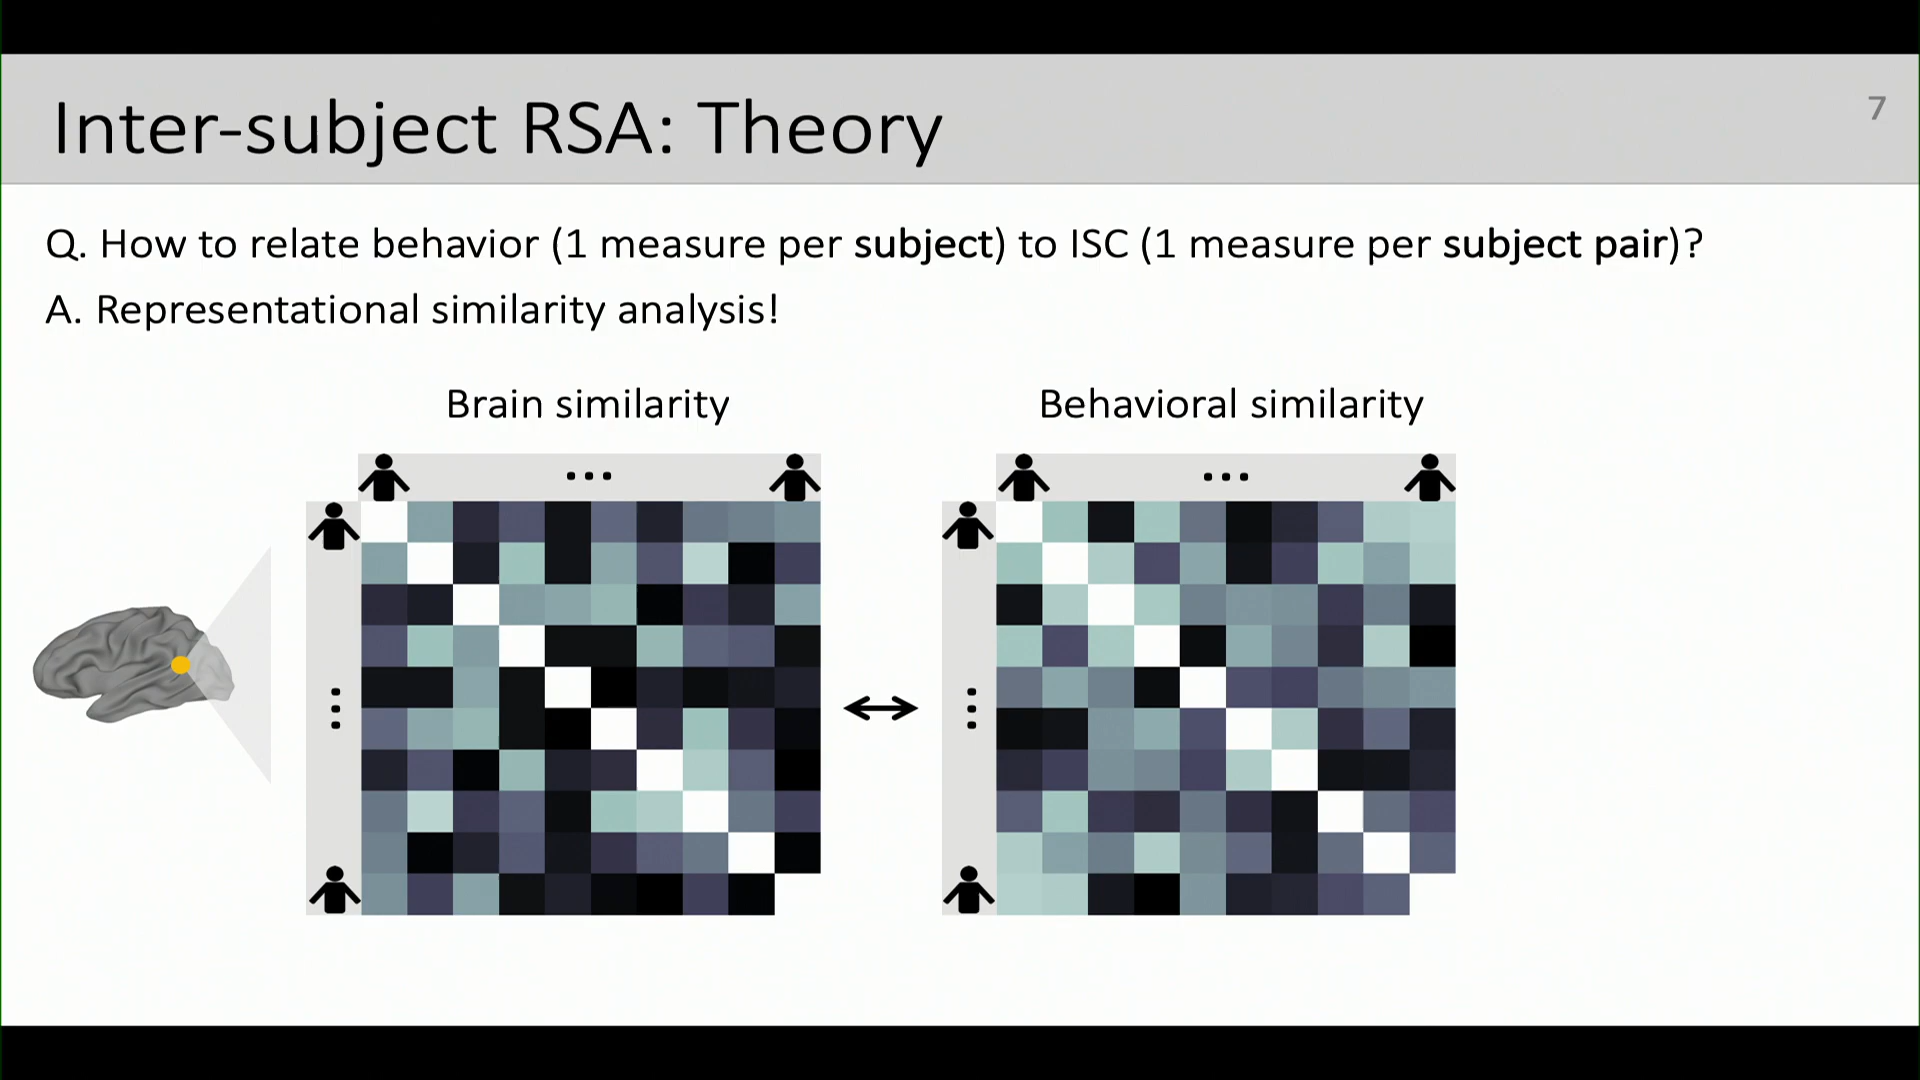 Inter-subject RSA: Theory
7
Q. How to relate behavior (1 measure per subject) to ISC (1 measure per subject pair)?
A. Representational similarity analysis!
Brain similarity
Behavioral similarity